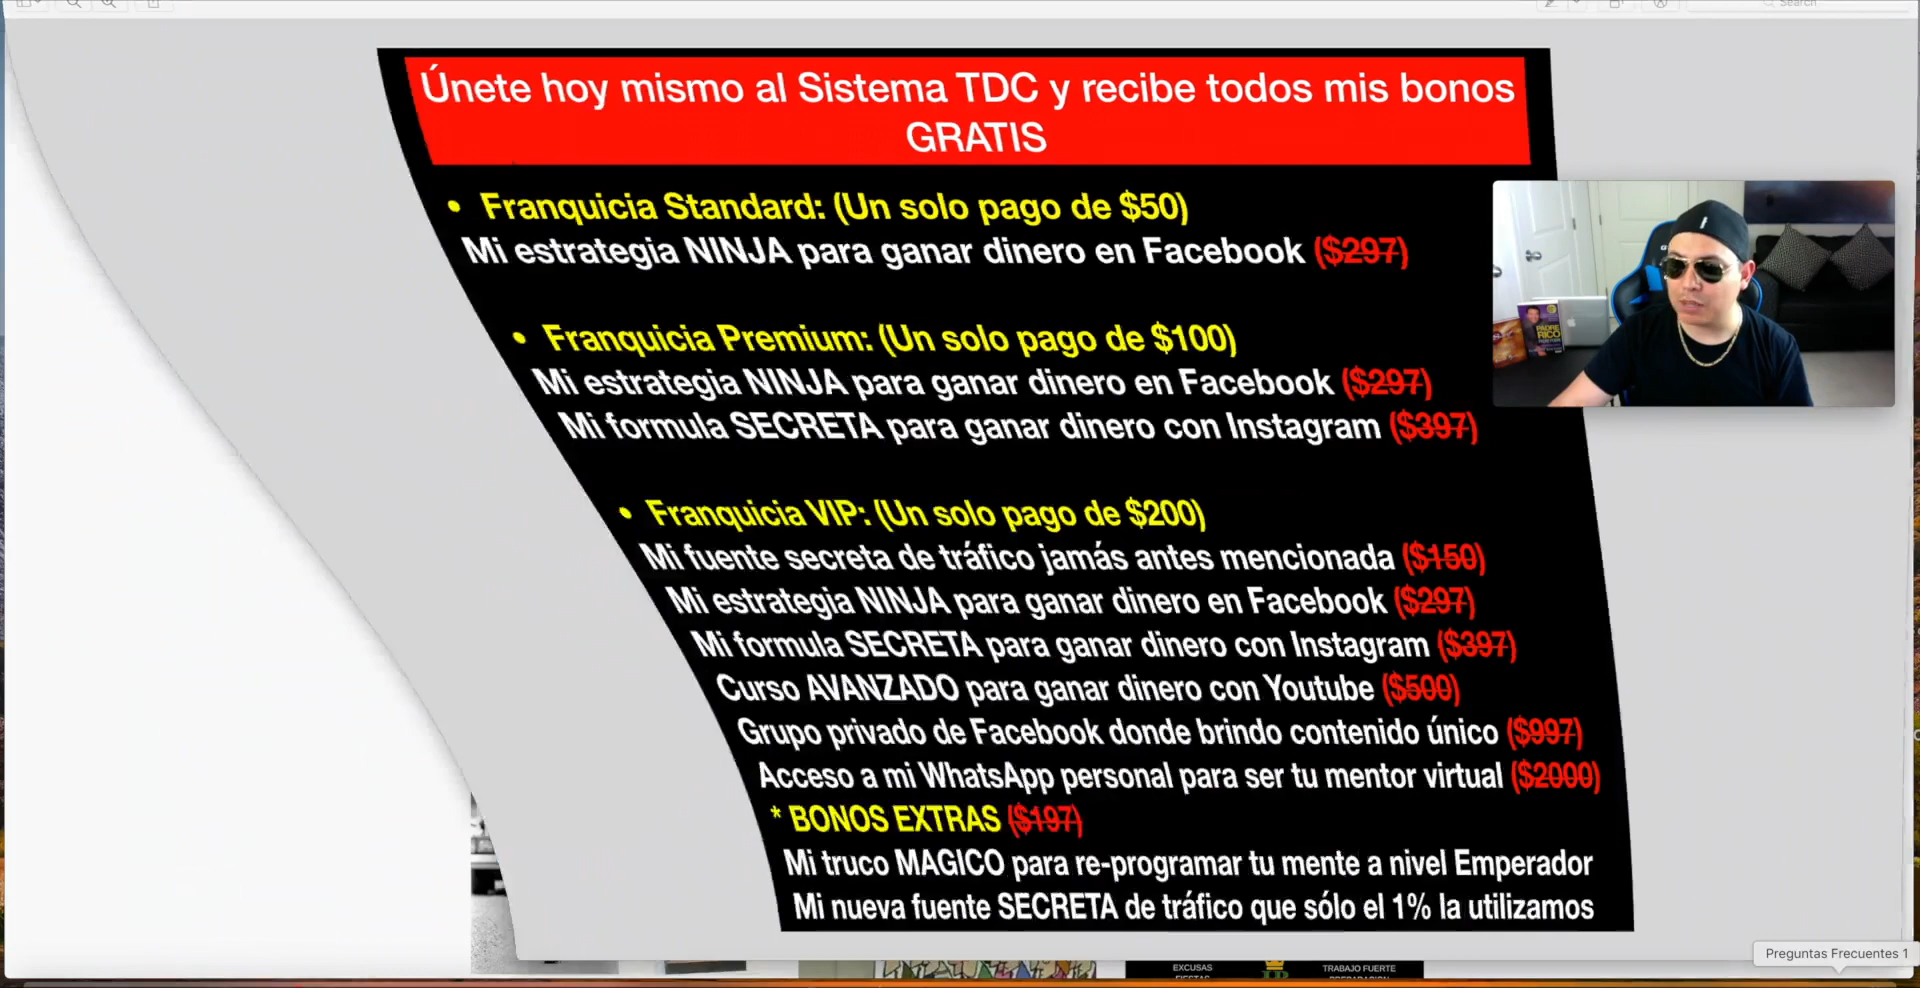 Search
Únete hoy mismo al Sistema TDC y recibe todos mis bonos
GRATIS
• Franquicia Standard: (Un solo pago de $50)
Mi estrategia NINJA para ganar dinero en Facebook ($297)
• Franquicia Premium: (Un solo pago de $100)
Mi estrategia NINJA para ganar dinero en Facebook ($297)
Mi formula SECRETA para ganar dinero con Instagram ($397)
• Franquicia VIP: (Un solo pago de $200)
Mi fuente secreta de tráfico jamás antes mencionada ($150)
Mi estrategia NINJA para ganar dinero en Facebook ($297)
Mi formula SECRETA para ganar dinero con Instagram ($397)
Curso AVANZADO para ganar dinero con Youtube ($500)
Grupo privado de Facebook donde brindo contenido único ($997)
Acceso a mi WhatsApp personal para ser tu mentor virtual ($2000)
* BONOS EXTRAS ($197)
Mi truco MAGICO para re-programar tu mente a nivel Emperador
Mi nueva fuente SECRETA de tráfico que sólo el 1% la utilizamos
PADRE
RICO
Preguntas Frecuentes 1
EXCUSAS
TRABAJO FUERTE